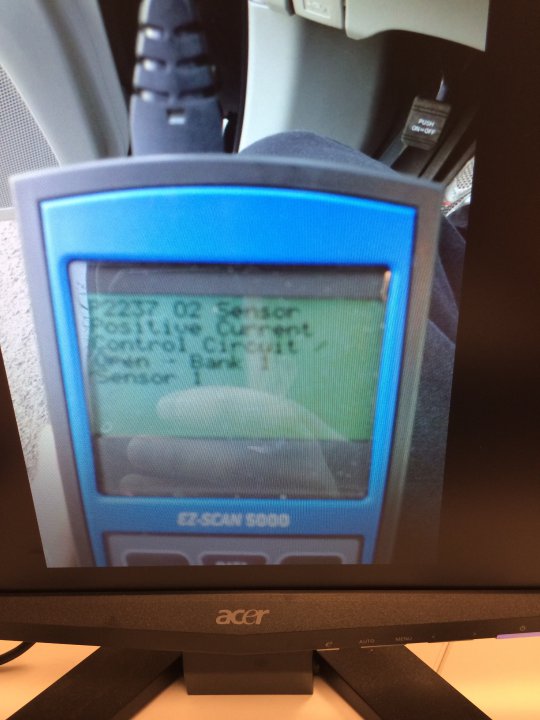 PUSH
ON-OFF
P2237 O2 Sensor
Positive Current
Control Circuit /
Open - Bank 1
Sensor 1
EZ-SCAN 5000
acer
AUTO
MENU